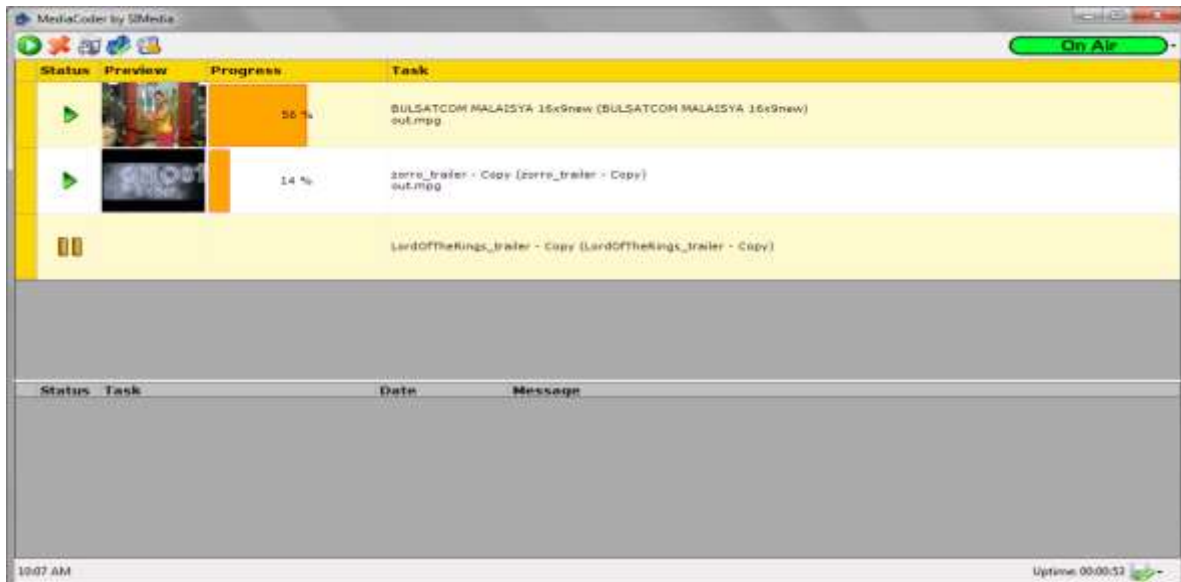 MediaCoder by SIMedia
On Air
Status Preview Progress Task
56 %
BULSATCOM MALAISYA 16x9new (BULSATCOM MALAISYA 16x9new)
out.mpg
14 %
zorro_trailer - Copy (zorro_trailer - Copy)
out.mpg
LordOfTheRings_trailer - Copy (LordOfTheRings_trailer - Copy)
Status Task Date Message
10:07 AM Uptime: 00:00:53